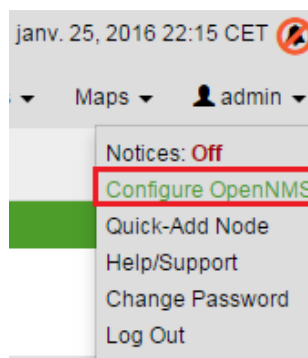 janv. 25, 2016 22:15 CET
Maps admin
Notices: Off
Configure OpenNMS
Quick-Add Node
Help/Support
Change Password
Log Out